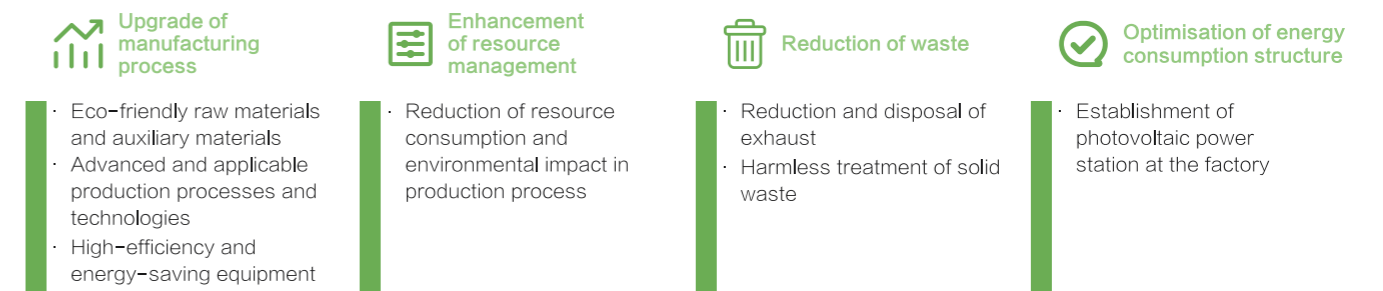 Upgrade of
manufacturing
process
· Eco-friendly raw materials
and auxiliary materials
· Advanced and applicable
production processes and
technologies
· High-efficiency and
energy-saving equipment
Enhancement
of resource
management
· Reduction of resource
consumption and
environmental impact in
production process
Reduction of waste
· Reduction and disposal of
exhaust
· Harmless treatment of solid
waste
Optimisation of energy
consumption structure
· Establishment of
photovoltaic power
station at the factory